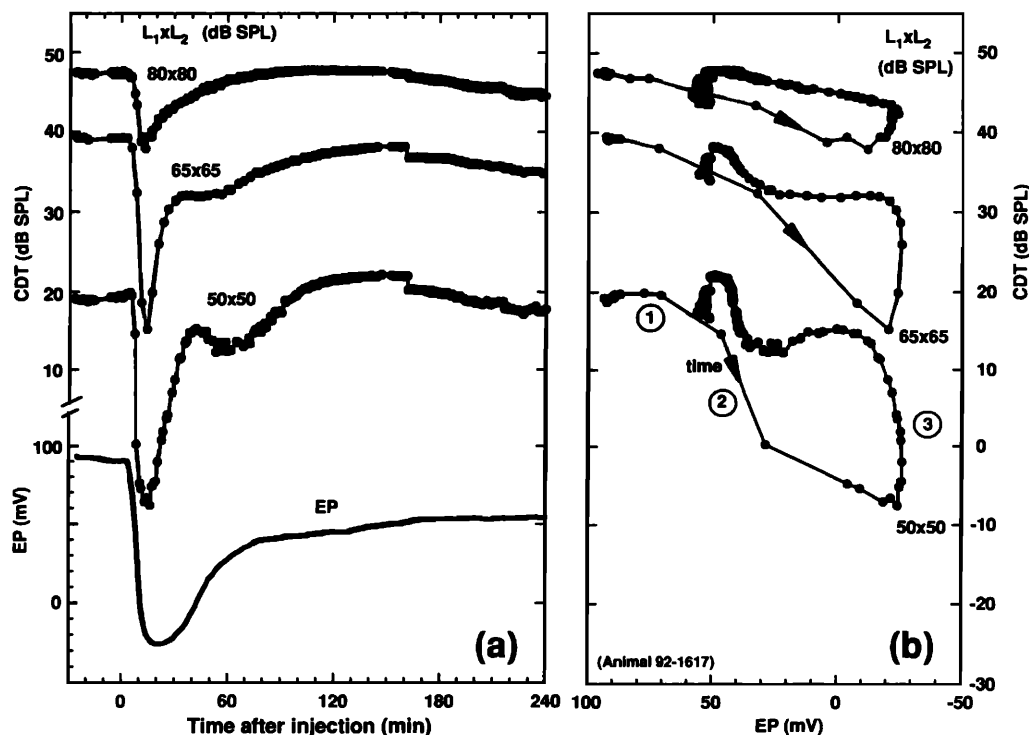 L₁xL₂ (dB SPL)
80x80
65x65
50x50
EP
50
40
30
20
10
100
0
CDT (dB SPL)
EP (mV)
0
60
120
180
240
Time after injection (min)
(a)
L₁xL₂
(dB SPL)
80x80
65x65
1
time
2
3
50x50
(Animal 92-1617)
(b)
100
50
0
-50
EP (mV)
50
40
30
20
10
0
-10
-20
-30
CDT (dB SPL)